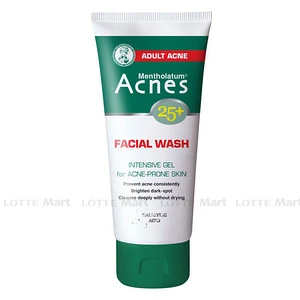 ADULT ACNE
Mentholatum®
Acnes
25+
FACIAL WASH
INTENSIVE GEL
for ACNE-PRONE SKIN
Prevent acne consistently
Brighten dark-spot
Cleanse deeply without drying
LOTTE Mart LOTTE Mart LOTTE Mart